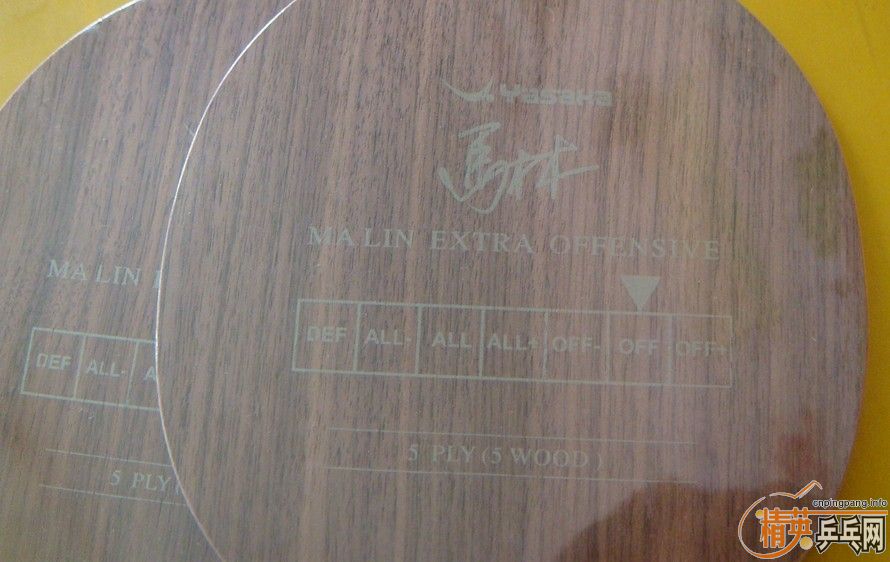 Yasaka
馬林
MA LIN EXTRA OFFENSIVE
DEF ALL- ALL ALL+ OFF- OFF OFF+
5 PLY (5 WOOD)
MA LIN
DEF ALL-
5 PLY
cnpingpang.info
精英乒乓网